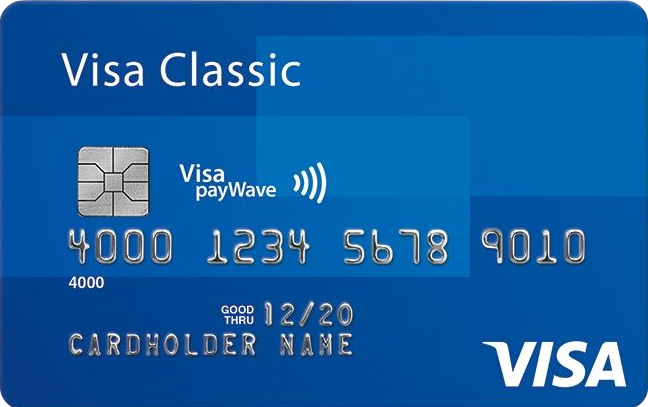 Visa Classic
Visa
payWave
4000 1234 5678 9010
4000
GOOD
THRU 12/20
CARDHOLDER NAME
VISA